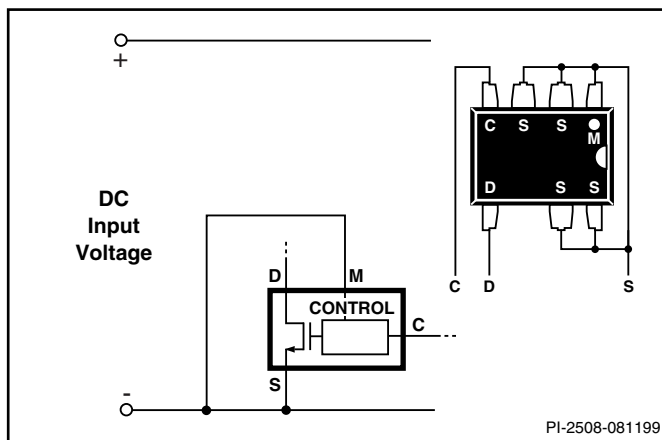 +
C S S
M
D S S
DC
Input
Voltage
C D S
D M
CONTROL
C
S
-
PI-2508-081199